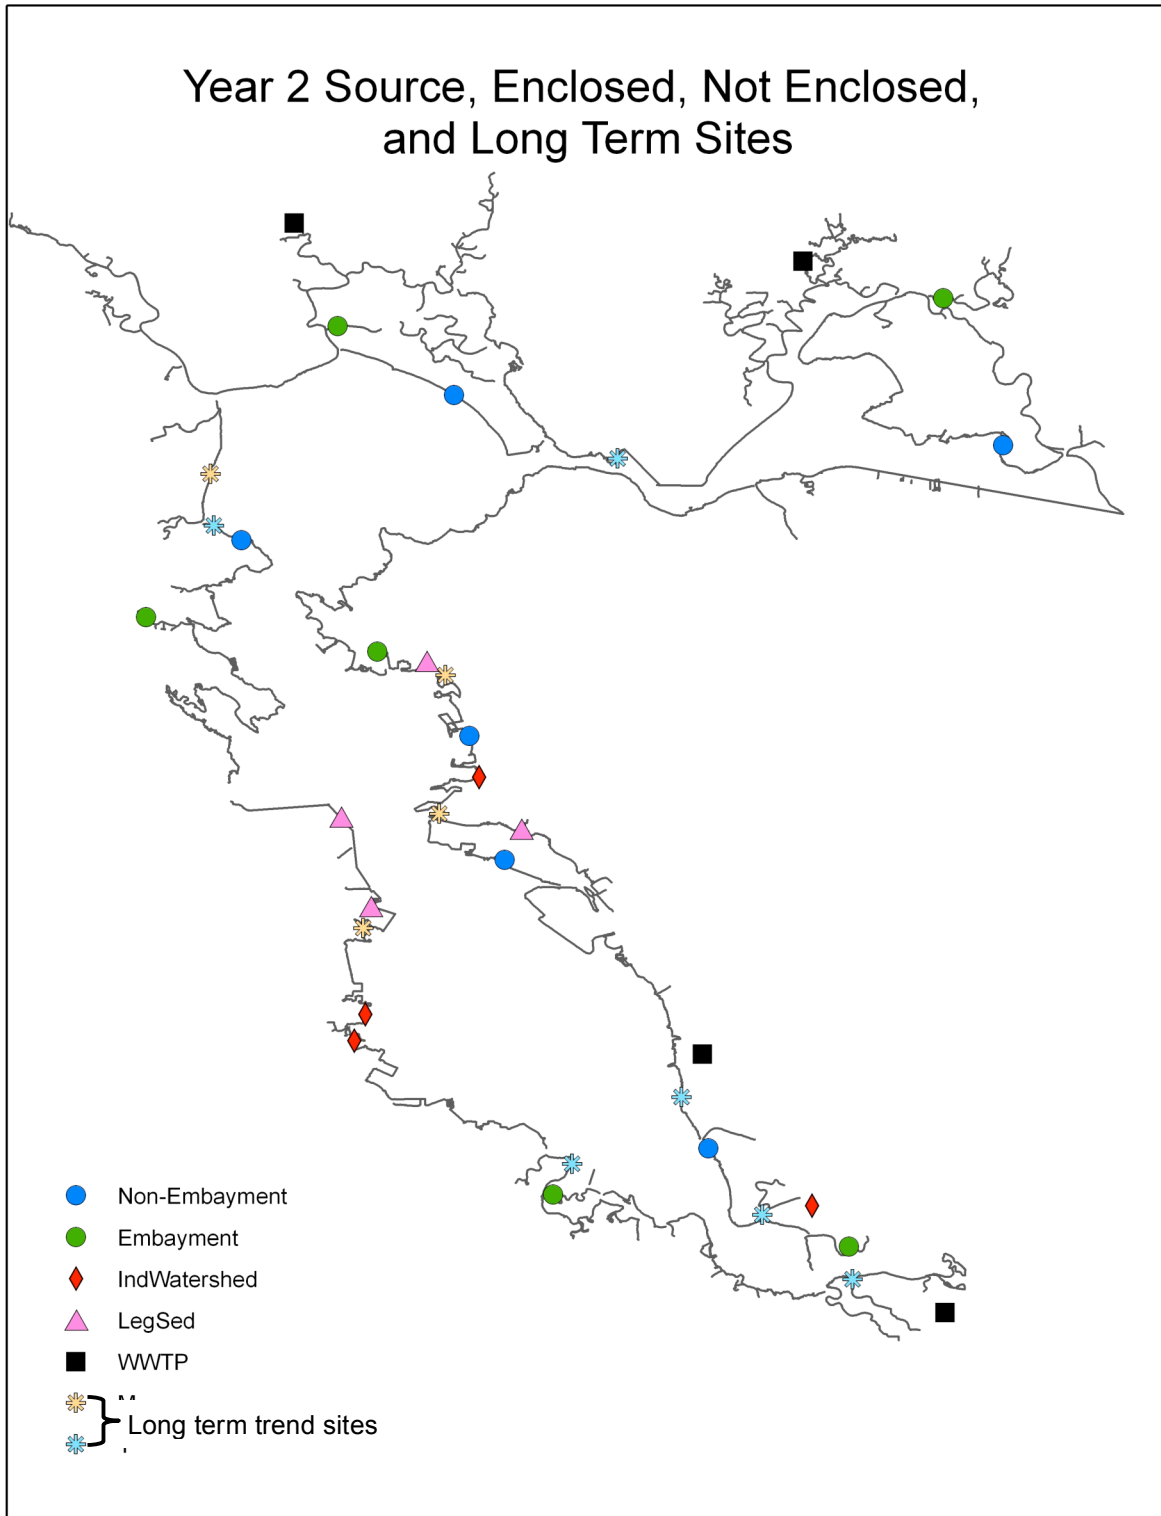 Year 2 Source, Enclosed, Not Enclosed,
and Long Term Sites
Non-Embayment
Embayment
IndWatershed
LegSed
WWTP
Long term trend sites